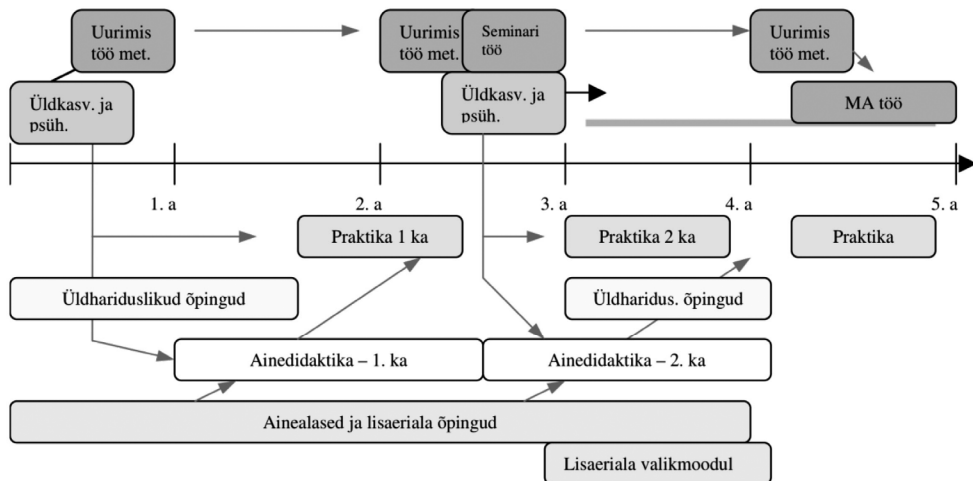 Uurimis
töö met.
Uurimis
töö met.
Seminari
töö
Uurimis
töö met.
Üldkasv. ja
psüh.
Üldkasv. ja
psüh.
MA töö
1. a
2. a
3. a
4. a
5. a
Praktika 1 ka
Praktika 2 ka
Praktika
Üldhariduslikud õpingud
Üldharidus. õpingud
Ainedidaktika – 1. ka
Ainedidaktika – 2. ka
Ainealased ja lisaeriala õpingud
Lisaeriala valikmoodul